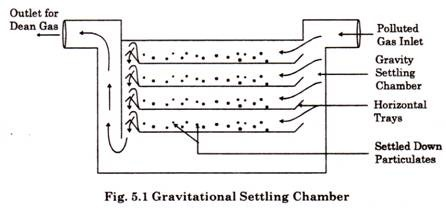 Outlet for
Dean Gas
Polluted
Gas Inlet
Gravity
Settling
Chamber
Horizontal
Trays
Settled Down
Particulates
Fig. 5.1 Gravitational Settling Chamber